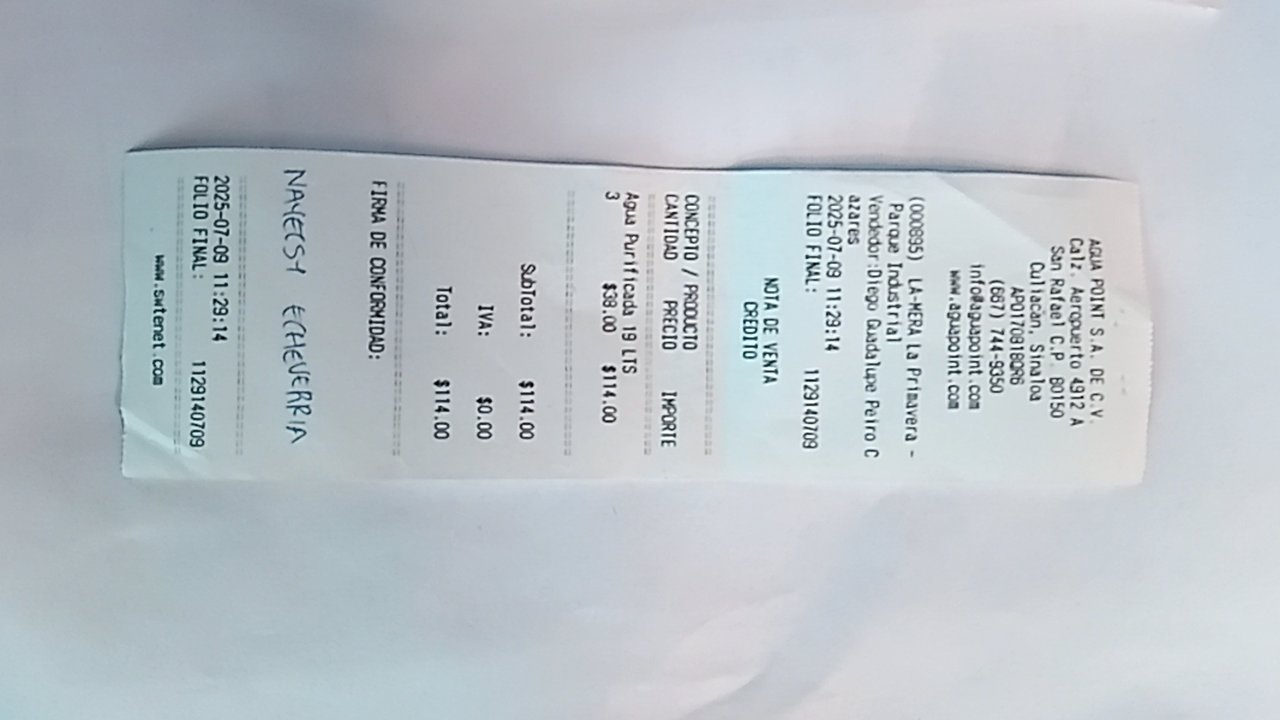 AGUA POINT S.A. DE C.V.
Calz. Aeropuerto 4912 A
San Rafael C.P. 80150
Culiacán, Sinaloa
APO170818QR6
(667) 744-9350
info@aguapoint.com
www.aguapoint.com
(000895) LA-MERA La Primavera -
Parque Industrial
Vendedor:Diego Guadalupe Peiro C
azares
2025-07-09 11:29:14
FOLIO FINAL: 1129140709
NOTA DE VENTA
CREDITO
CONCEPTO / PRODUCTO
CANTIDAD PRECIO IMPORTE
Agua Purificada 19 LTS
3 $38.00 $114.00
SubTotal: $114.00
IVA: $0.00
Total: $114.00
FIRMA DE CONFORMIDAD:
NAYECSY ECHEVERRIA
2025-07-09 11:29:14
FOLIO FINAL: 1129140709
www.swtenet.com